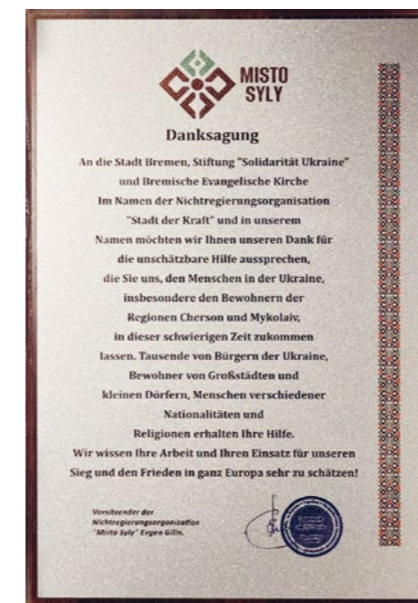 MISTO
SYLY
Danksagung
An die Stadt Bremen, Stiftung "Solidarität Ukraine"
und Bremische Evangelische Kirche
Im Namen der Nichtregierungsorganisation
"Stadt der Kraft" und in unserem
Namen möchten wir Ihnen unseren Dank für
die unschätzbare Hilfe aussprechen,
die Sie uns, den Menschen in der Ukraine,
insbesondere den Bewohnern der
Regionen Cherson und Mykolaiv,
in dieser schwierigen Zeit zukommen
lassen. Tausende von Bürgern der Ukraine,
Bewohner von Großstädten und
kleinen Dörfern, Menschen verschiedener
Nationalitäten und
Religionen erhalten Ihre Hilfe.
Wir wissen Ihre Arbeit und Ihren Einsatz für unseren
Sieg und den Frieden in ganz Europa sehr zu schätzen!
Vorsitzender der
Nichtregierungsorganisation
"Misto Syly" Evgen Gilin.